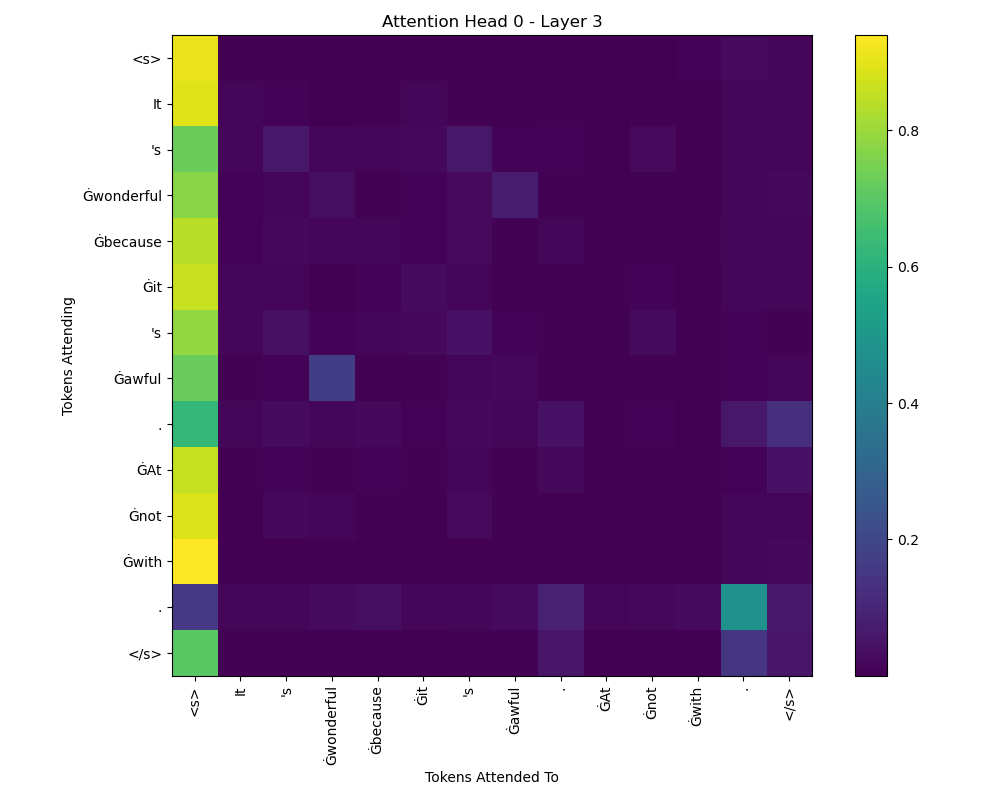 Attention Head 0 - Layer 3
<s>
It
's
Ġwonderful
Ġbecause
Ġit
's
Ġawful
.
ĠAt
Ġnot
Ġwith
.
</s>
Tokens Attending
<s>
It
's
Ġwonderful
Ġbecause
Ġit
's
Ġawful
.
ĠAt
Ġnot
Ġwith
.
</s>
Tokens Attended To
0.8
0.6
0.4
0.2